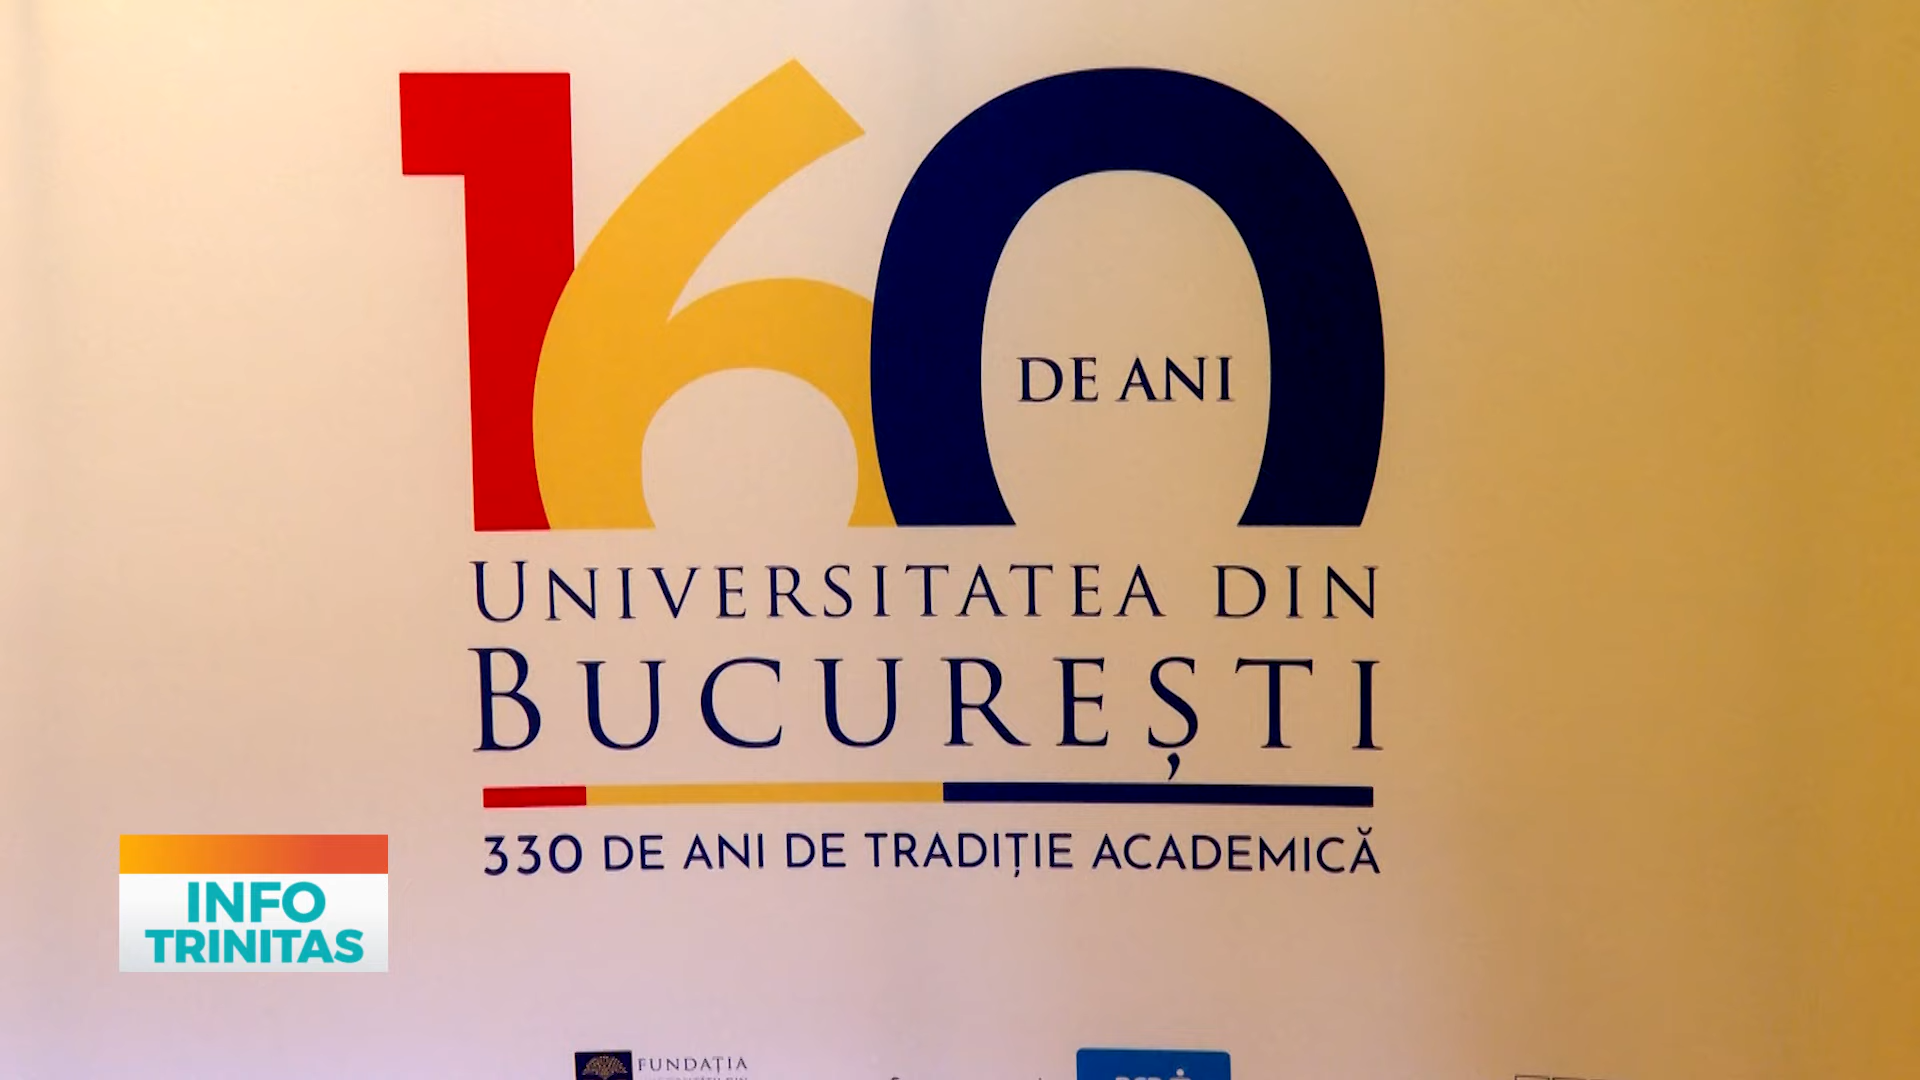 160
DE ANI
UNIVERSITATEA DIN
BUCUREȘTI
330 DE ANI DE TRADIȚIE ACADEMICĂ
INFO
TRINITAS
FUNDAȚIA